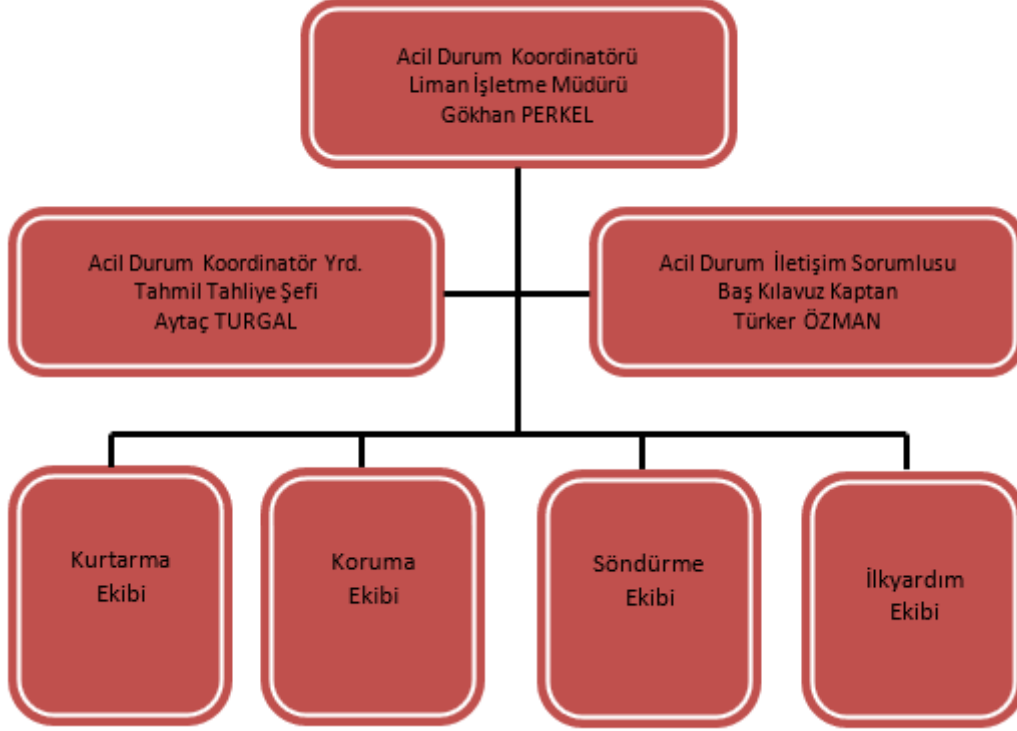 Acil Durum Koordinatörü
Liman İşletme Müdürü
Gökhan PERKEL
Acil Durum Koordinatör Yrd.
Tahmil Tahliye Şefi
Aytaç TURGAL
Acil Durum İletişim Sorumlusu
Baş Kılavuz Kaptan
Türker ÖZMAN
Kurtarma
Ekibi
Koruma
Ekibi
Söndürme
Ekibi
İlkyardım
Ekibi